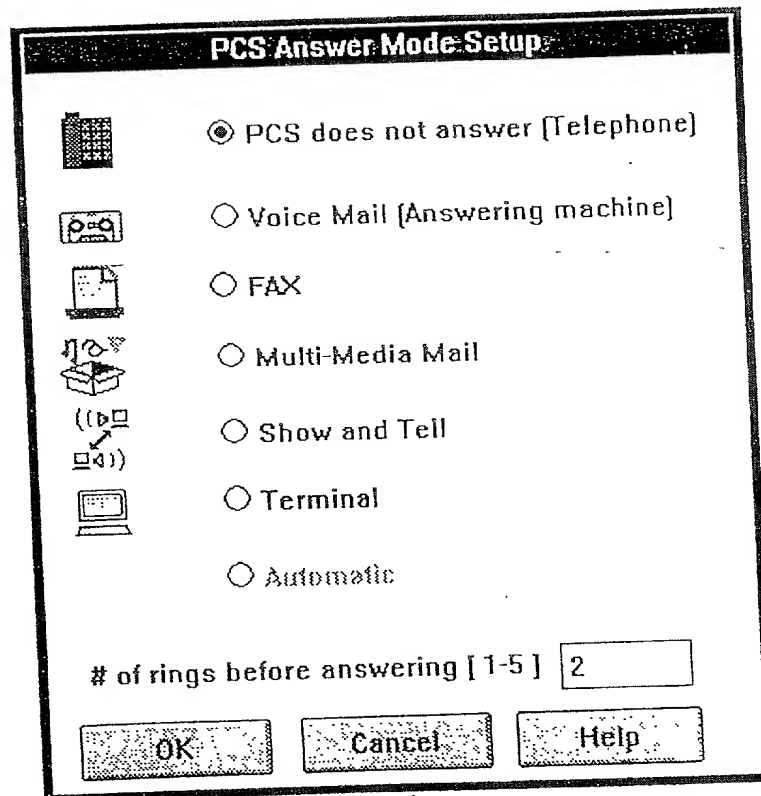 PCS Answer Mode Setup
PCS does not answer (Telephone)
Voice Mail (Answering machine)
FAX
Multi-Media Mail
Show and Tell
Terminal
Automatic
# of rings before answering [ 1-5 ] 2
OK Cancel Help